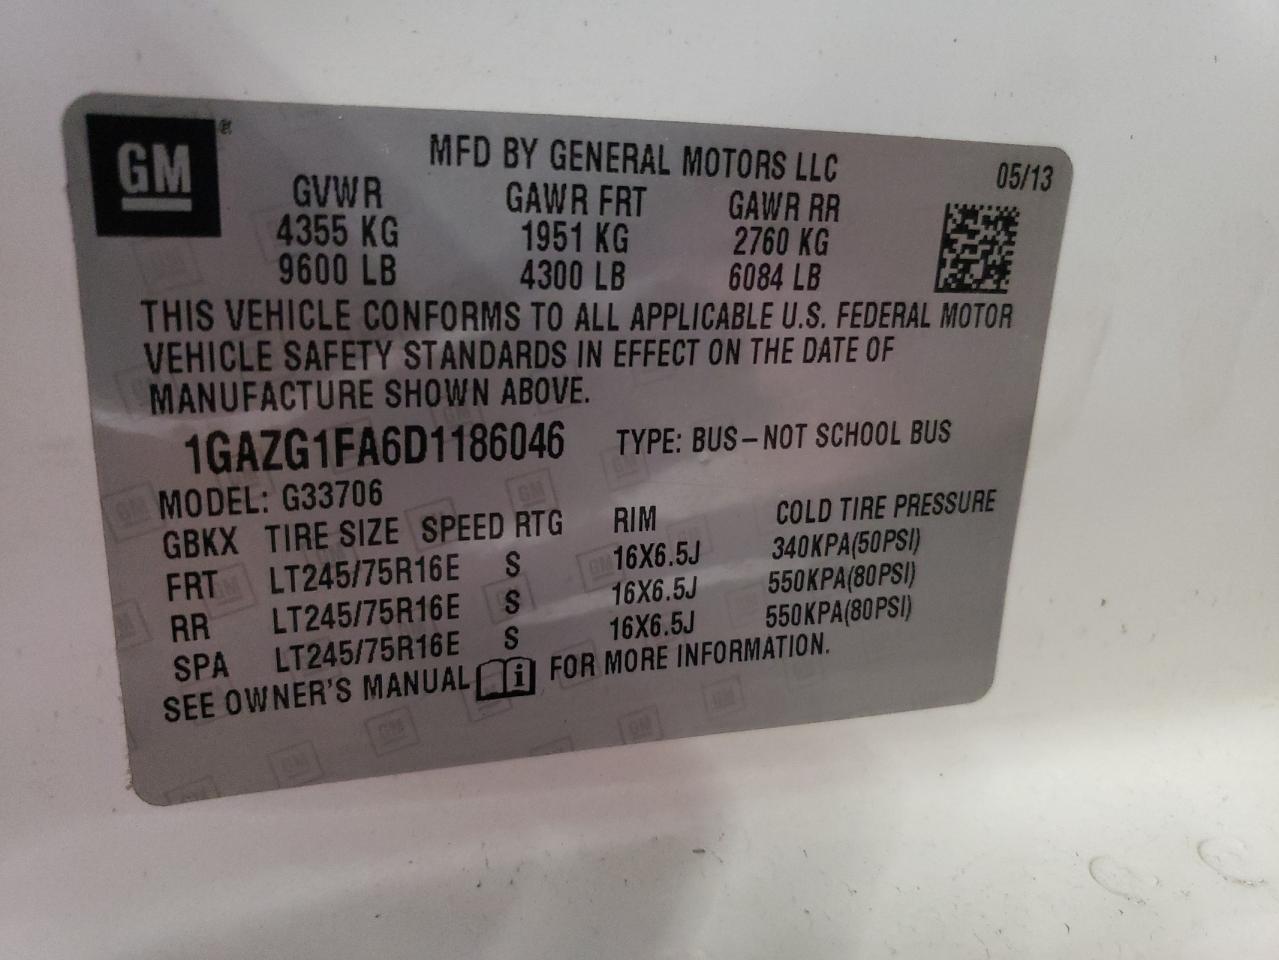 GM®
MFD BY GENERAL MOTORS LLC
05/13
GVWR GAWR FRT GAWR RR
4355 KG 1951 KG 2760 KG
9600 LB 4300 LB 6084 LB
THIS VEHICLE CONFORMS TO ALL APPLICABLE U.S. FEDERAL MOTOR
VEHICLE SAFETY STANDARDS IN EFFECT ON THE DATE OF
MANUFACTURE SHOWN ABOVE.
1GAZG1FA6D1186046 TYPE: BUS-NOT SCHOOL BUS
MODEL: G33706
GBKX TIRE SIZE SPEED RTG RIM COLD TIRE PRESSURE
FRT LT245/75R16E S 16X6.5J 340KPA(50PSI)
RR LT245/75R16E S 16X6.5J 550KPA(80PSI)
SPA LT245/75R16E S 16X6.5J 550KPA(80PSI)
SEE OWNER'S MANUAL i FOR MORE INFORMATION.